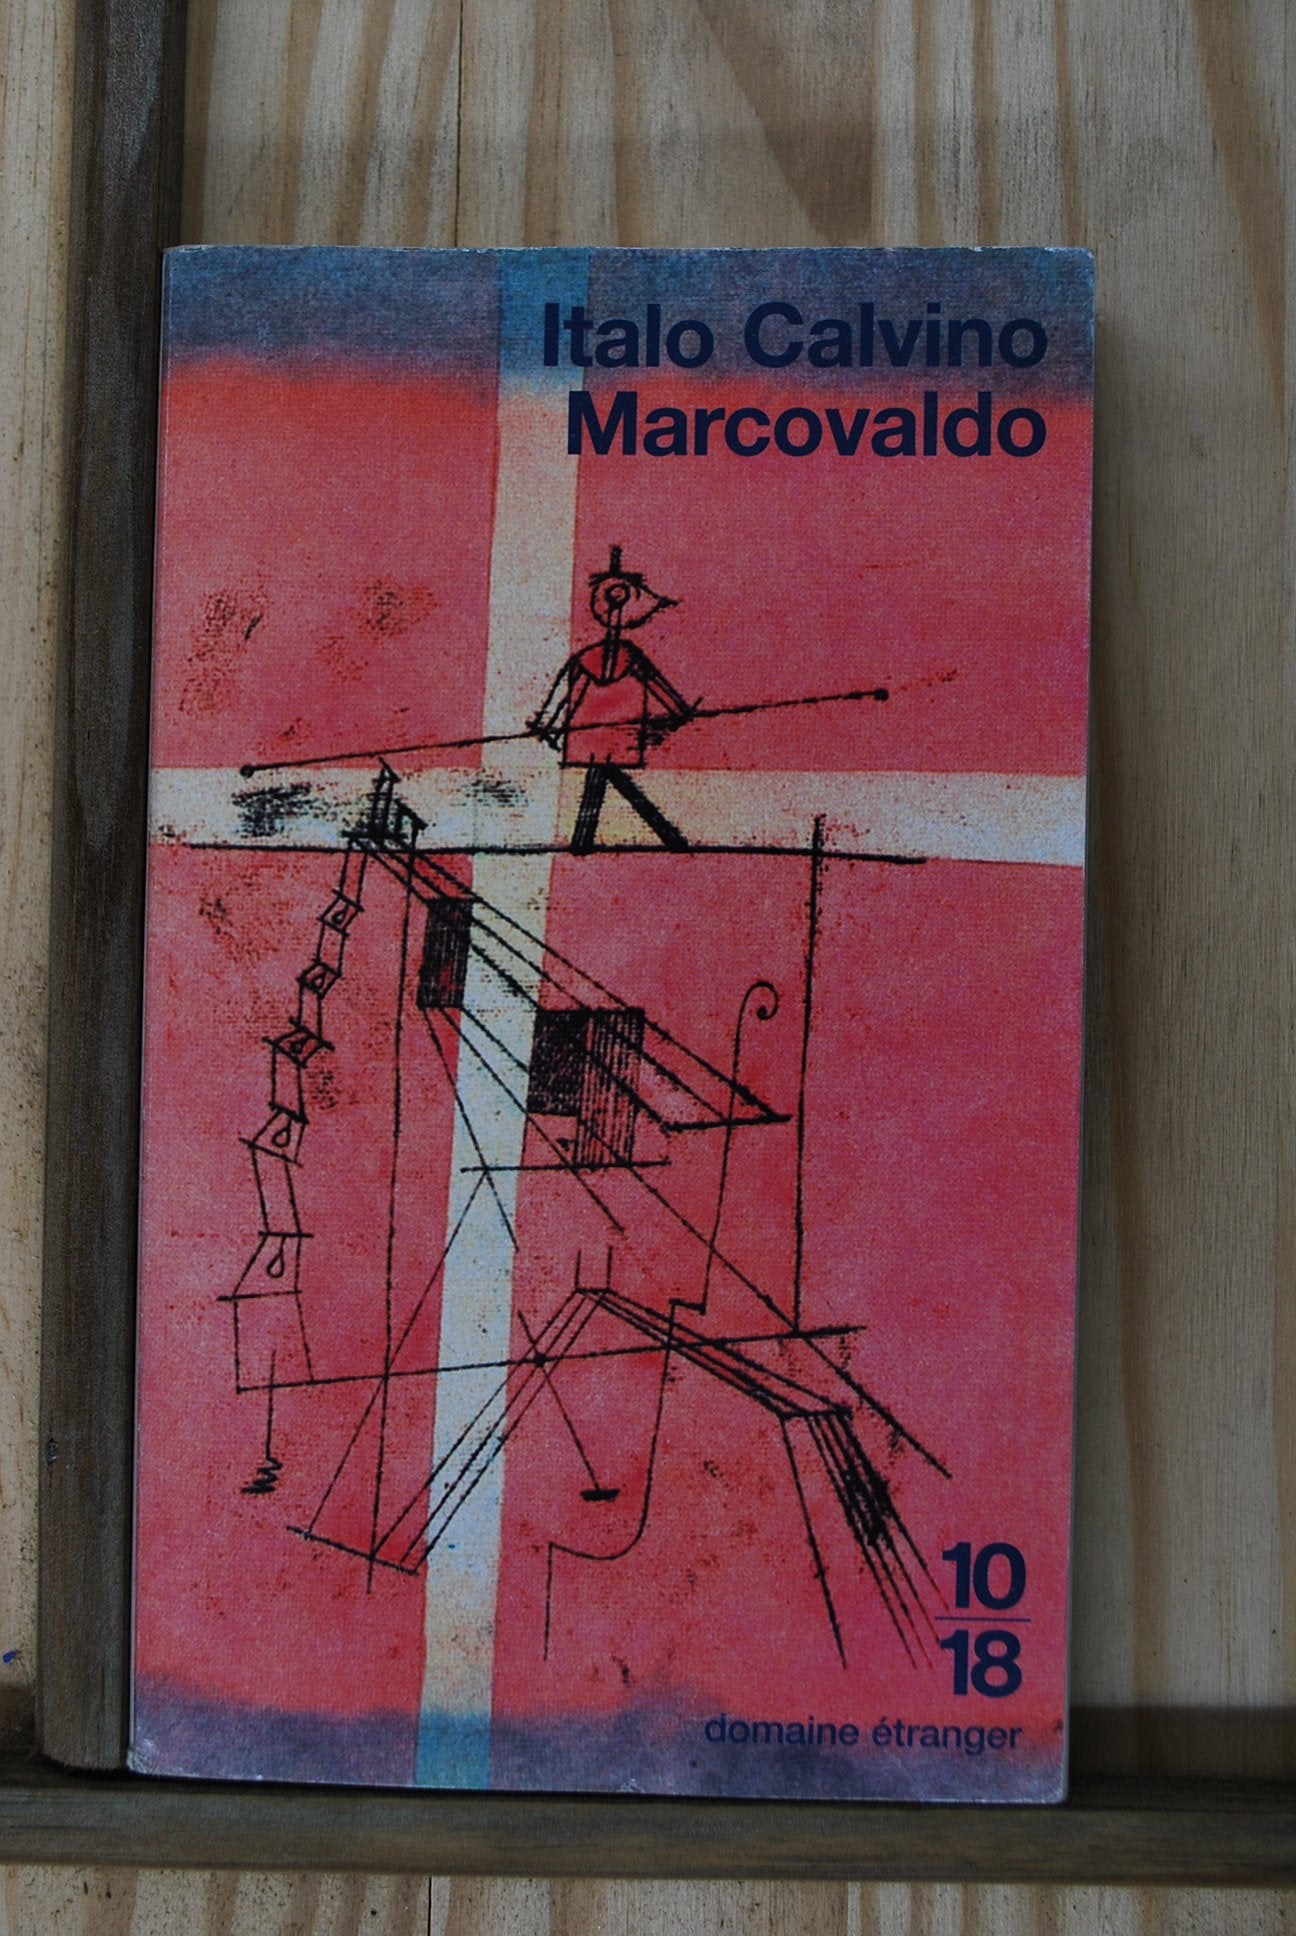 Italo Calvino
Marcovaldo
10
18
domaine étranger